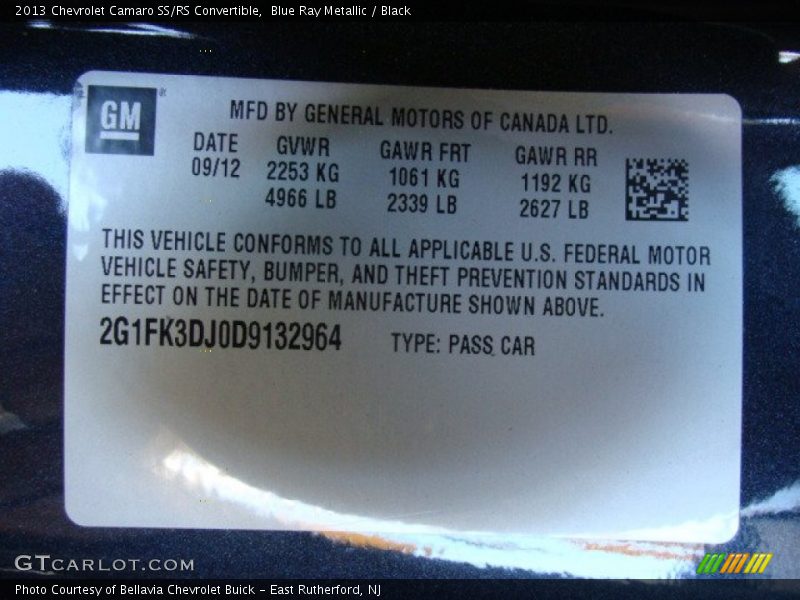 2013 Chevrolet Camaro SS/RS Convertible,  Blue Ray Metallic / Black
GM
MFD BY GENERAL MOTORS OF CANADA LTD.
DATE GVWR GAWR FRT GAWR RR
09/12 2253 KG 1061 KG 1192 KG
4966 LB 2339 LB 2627 LB
THIS VEHICLE CONFORMS TO ALL APPLICABLE U.S. FEDERAL MOTOR
VEHICLE SAFETY, BUMPER, AND THEFT PREVENTION STANDARDS IN
EFFECT ON THE DATE OF MANUFACTURE SHOWN ABOVE.
2G1FK3DJ0D9132964 TYPE: PASS CAR
GTCARLOT.COM
Photo Courtesy of Bellavia Chevrolet Buick - East Rutherford, NJ